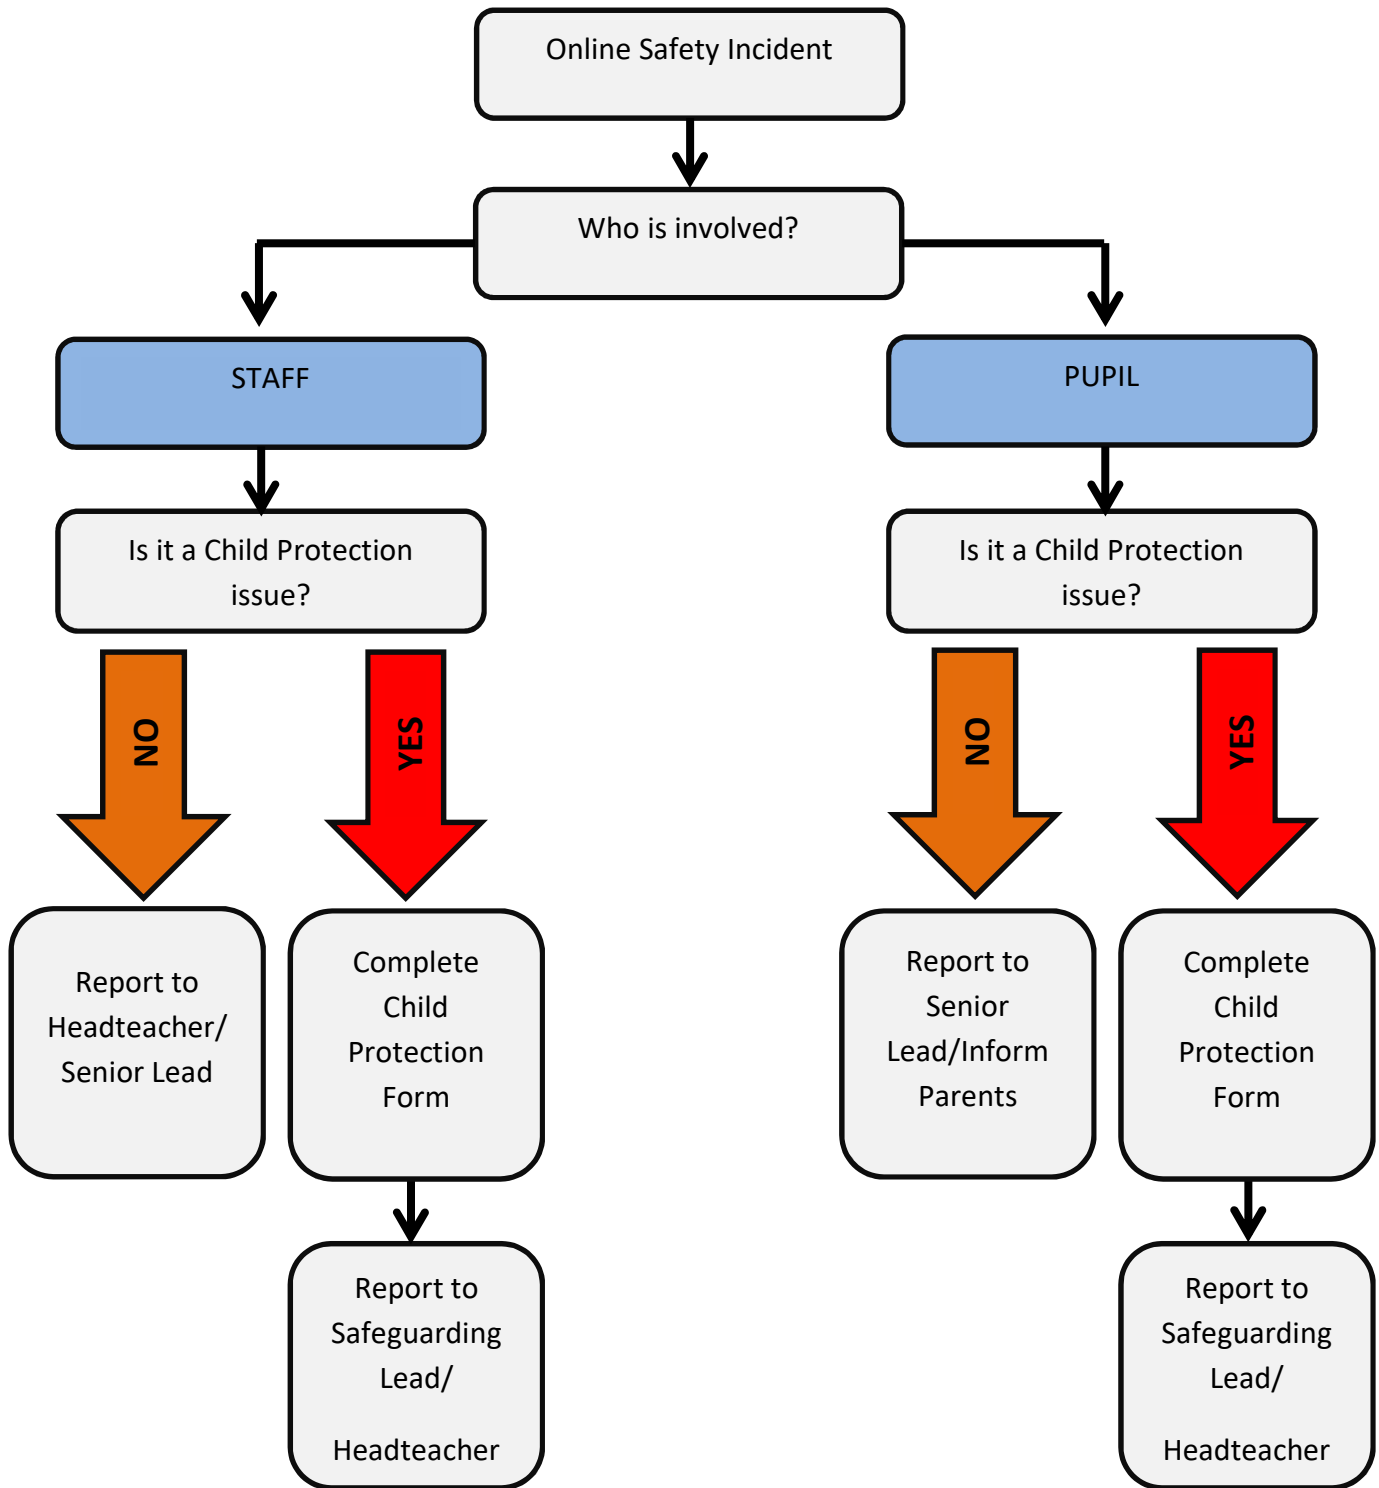 Online Safety Incident
Who is involved?
STAFF
PUPIL
Is it a Child Protection
issue?
Is it a Child Protection
issue?
NO
YES
NO
YES
Report to
Headteacher/
Senior Lead
Complete
Child
Protection
Form
Report to
Senior
Lead/Inform
Parents
Complete
Child
Protection
Form
Report to
Safeguarding
Lead/
Headteacher
Report to
Safeguarding
Lead/
Headteacher